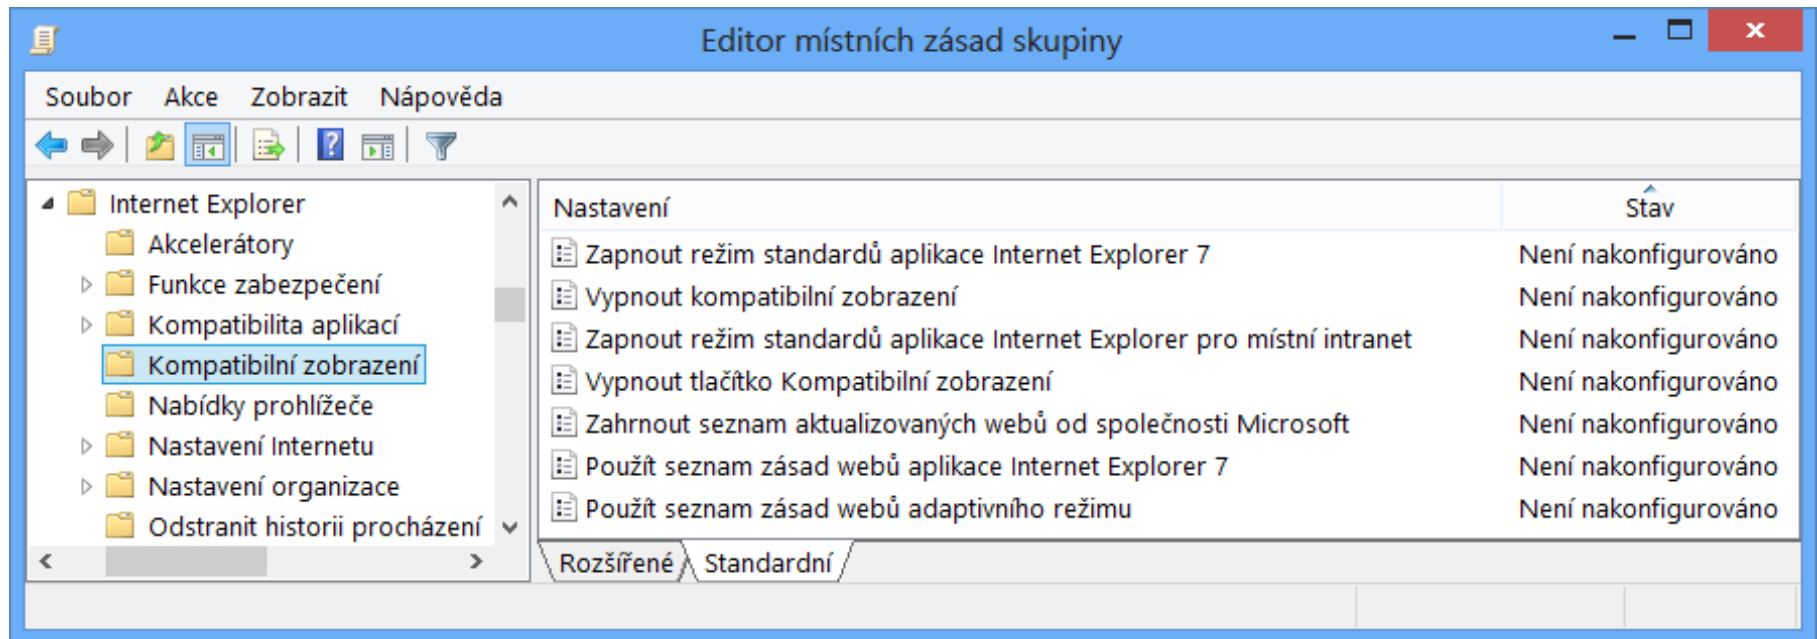 Editor místních zásad skupiny
Soubor Akce Zobrazit Nápověda
Internet Explorer
Akcelerátory
Funkce zabezpečení
Kompatibilita aplikací
Kompatibilní zobrazení
Nabídky prohlížeče
Nastavení Internetu
Nastavení organizace
Odstranit historii procházení
Nastavení Stav
Zapnout režim standardů aplikace Internet Explorer 7 Není nakonfigurováno
Vypnout kompatibilní zobrazení Není nakonfigurováno
Zapnout režim standardů aplikace Internet Explorer pro místní intranet Není nakonfigurováno
Vypnout tlačítko Kompatibilní zobrazení Není nakonfigurováno
Zahrnout seznam aktualizovaných webů od společnosti Microsoft Není nakonfigurováno
Použít seznam zásad webů aplikace Internet Explorer 7 Není nakonfigurováno
Použít seznam zásad webů adaptivního režimu Není nakonfigurováno
Rozšířené Standardní